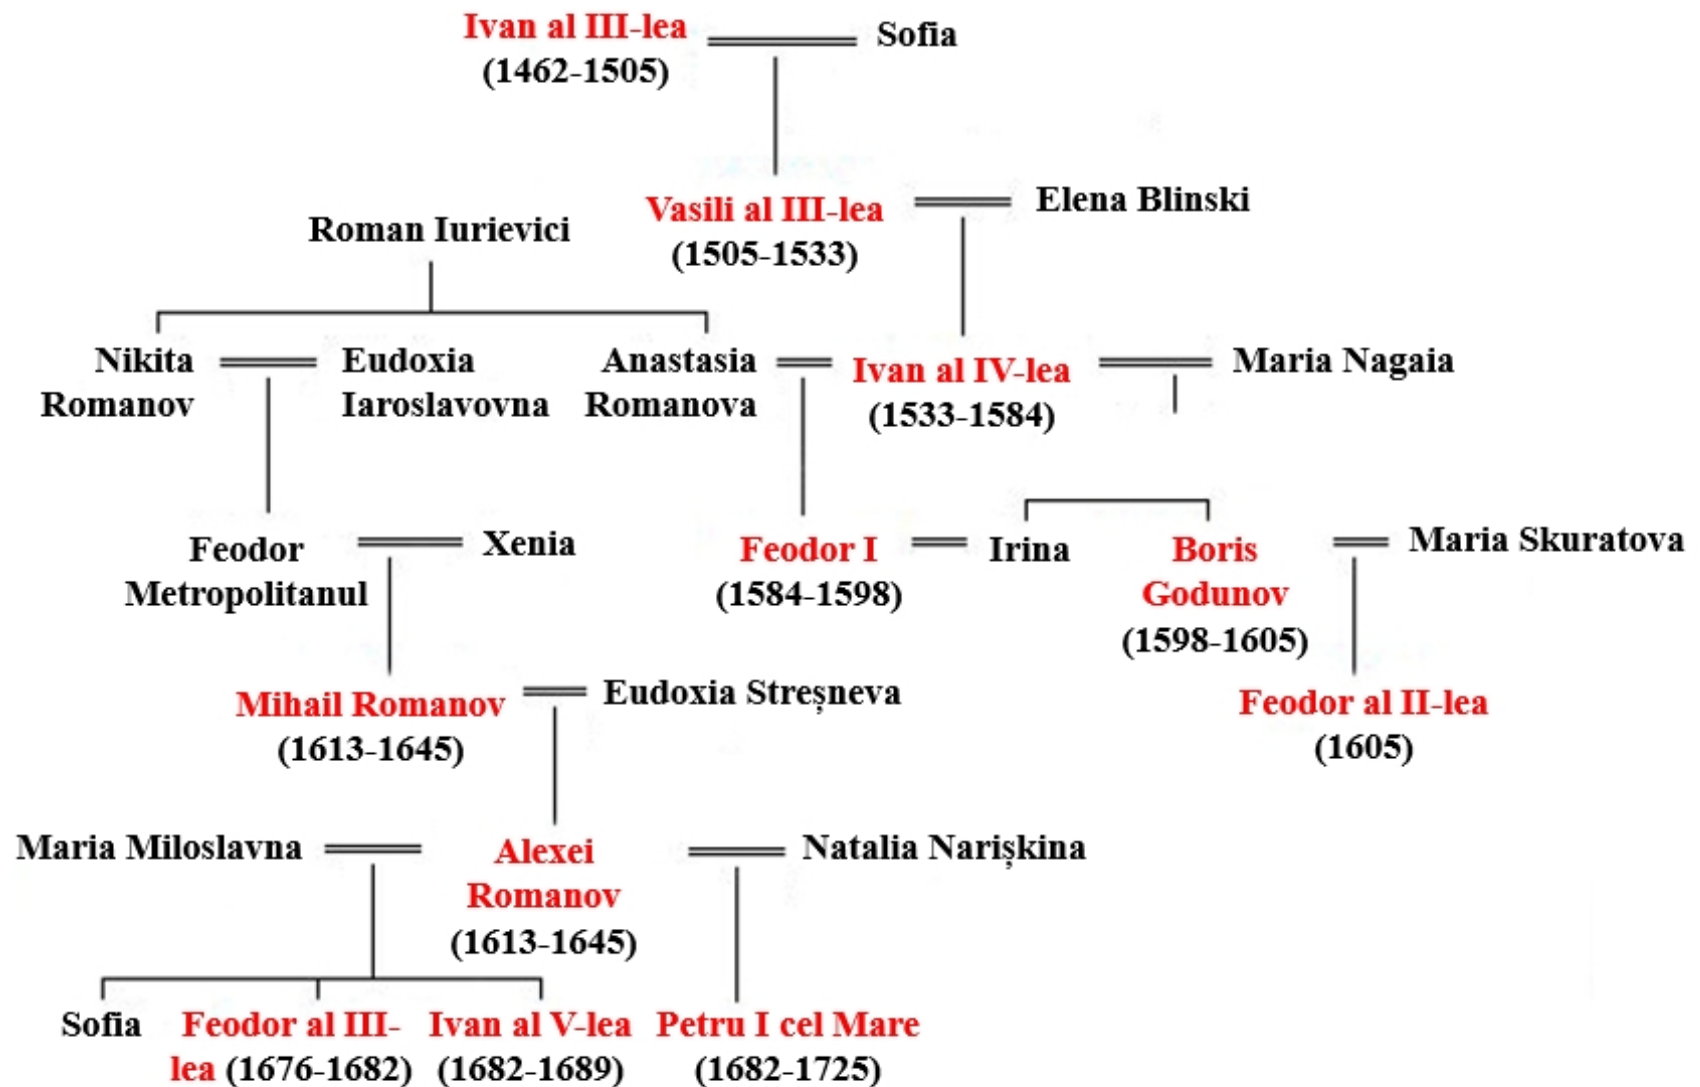 Ivan al III-lea
(1462-1505)
Sofia
Vasili al III-lea
(1505-1533)
Elena Blinski
Roman Iurievici
Nikita
Romanov
Eudoxia
Iaroslavovna
Anastasia
Romanova
Ivan al IV-lea
(1533-1584)
Maria Nagaia
Feodor
Metropolitanul
Xenia
Feodor I
(1584-1598)
Irina
Boris
Godunov
(1598-1605)
Maria Skuratova
Mihail Romanov
(1613-1645)
Eudoxia Streșneva
Feodor al II-lea
(1605)
Maria Miloslavna
Alexei
Romanov
(1613-1645)
Natalia Narișkina
Sofia
Feodor al III-
lea (1676-1682)
Ivan al V-lea
(1682-1689)
Petru I cel Mare
(1682-1725)